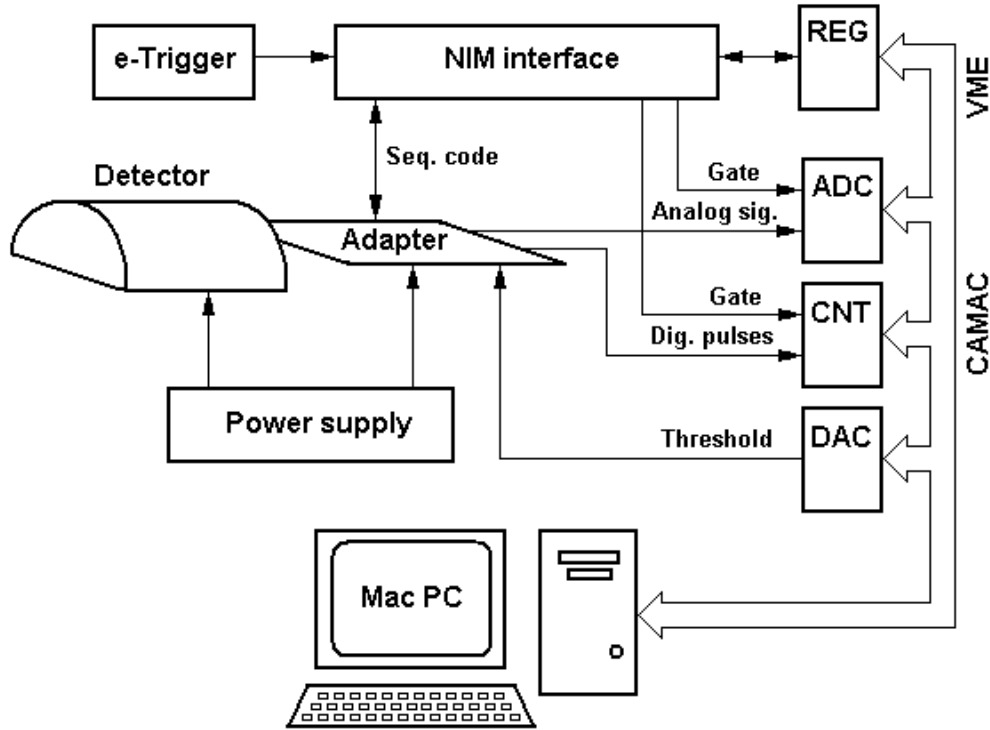 e-Trigger
NIM interface
REG
VME
Seq. code
Detector
Gate
ADC
Analog sig.
Adapter
Gate
CNT
Dig. pulses
CAMAC
Power supply
Threshold
DAC
Mac PC